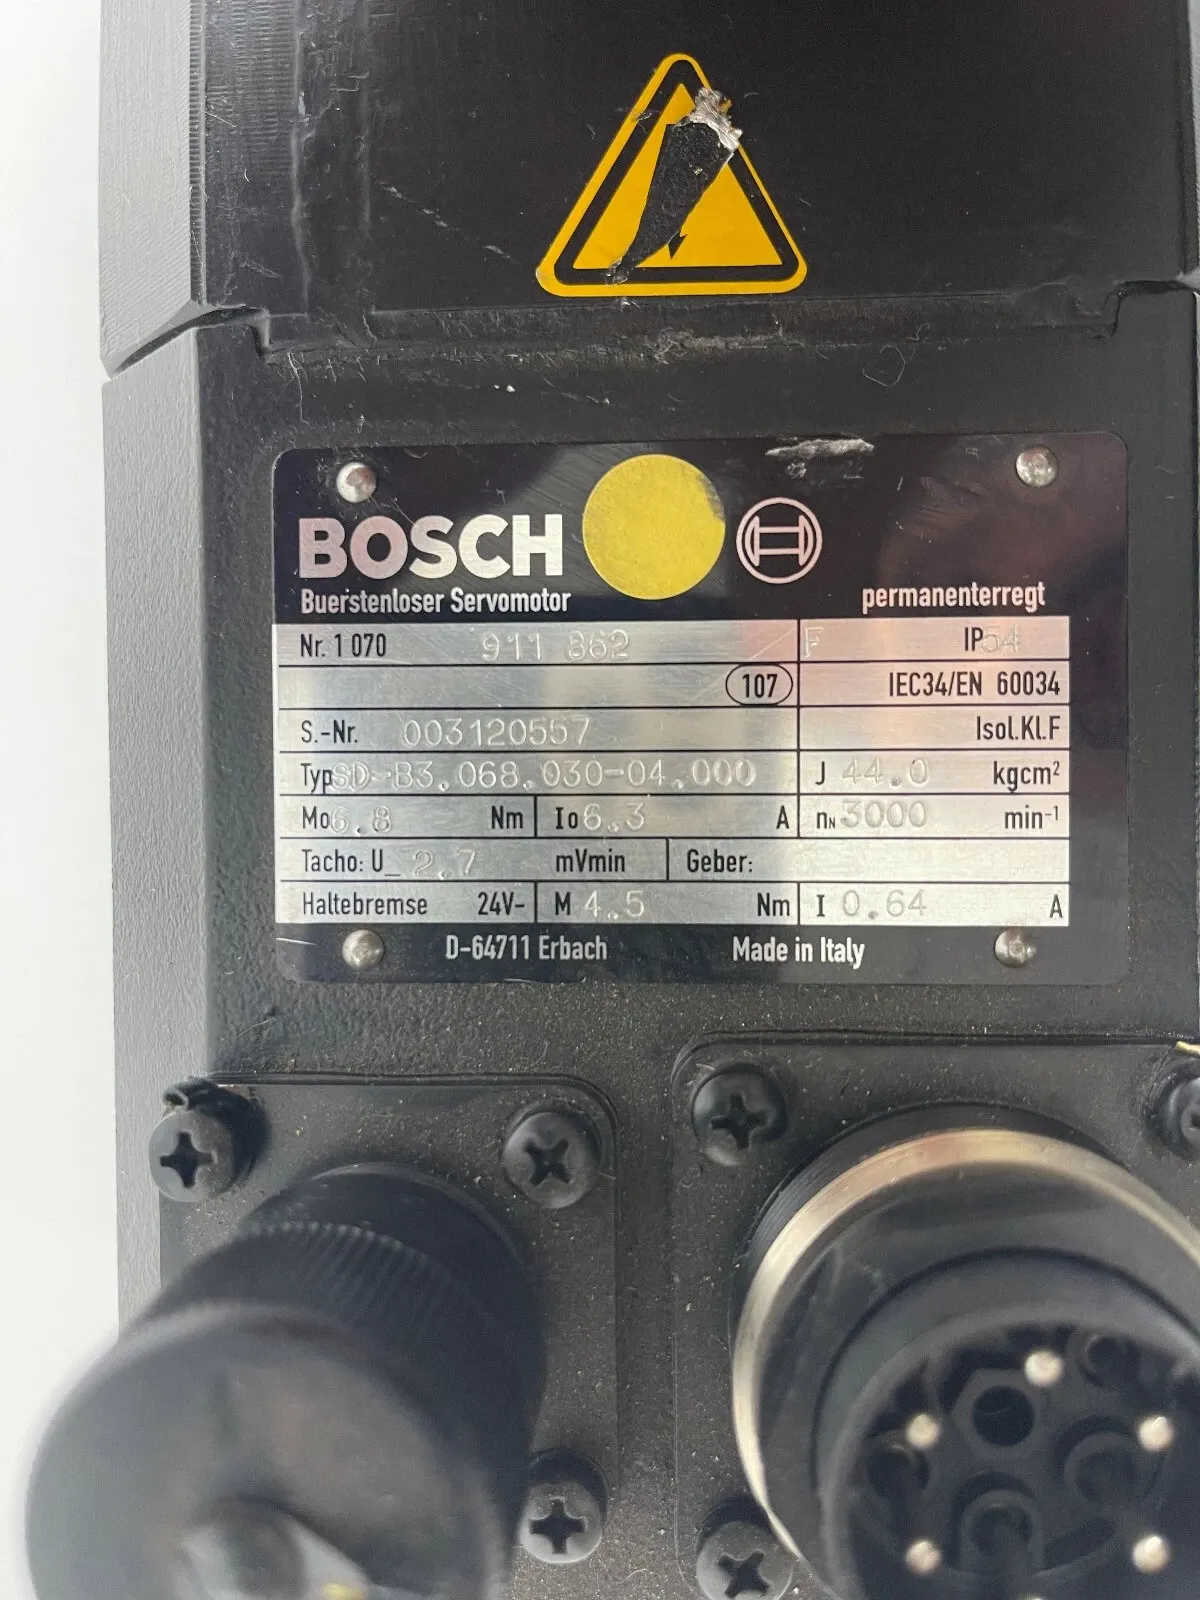 BOSCH
Buerstenloser Servomotor permanenterregt
Nr. 1 070 911 862 F IP54
107 IEC34/EN 60034
S.-Nr. 003120557 Isol.Kl.F
Typ SD-B3.068.030-04.000 J 44.0 kgcm²
Mo 6.8 Nm Io 6.3 A nN 3000 min-1
Tacho: U_ 2.7 mVmin Geber:
Haltebremse 24V- M 4.5 Nm I 0.64 A
D-64711 Erbach Made in Italy